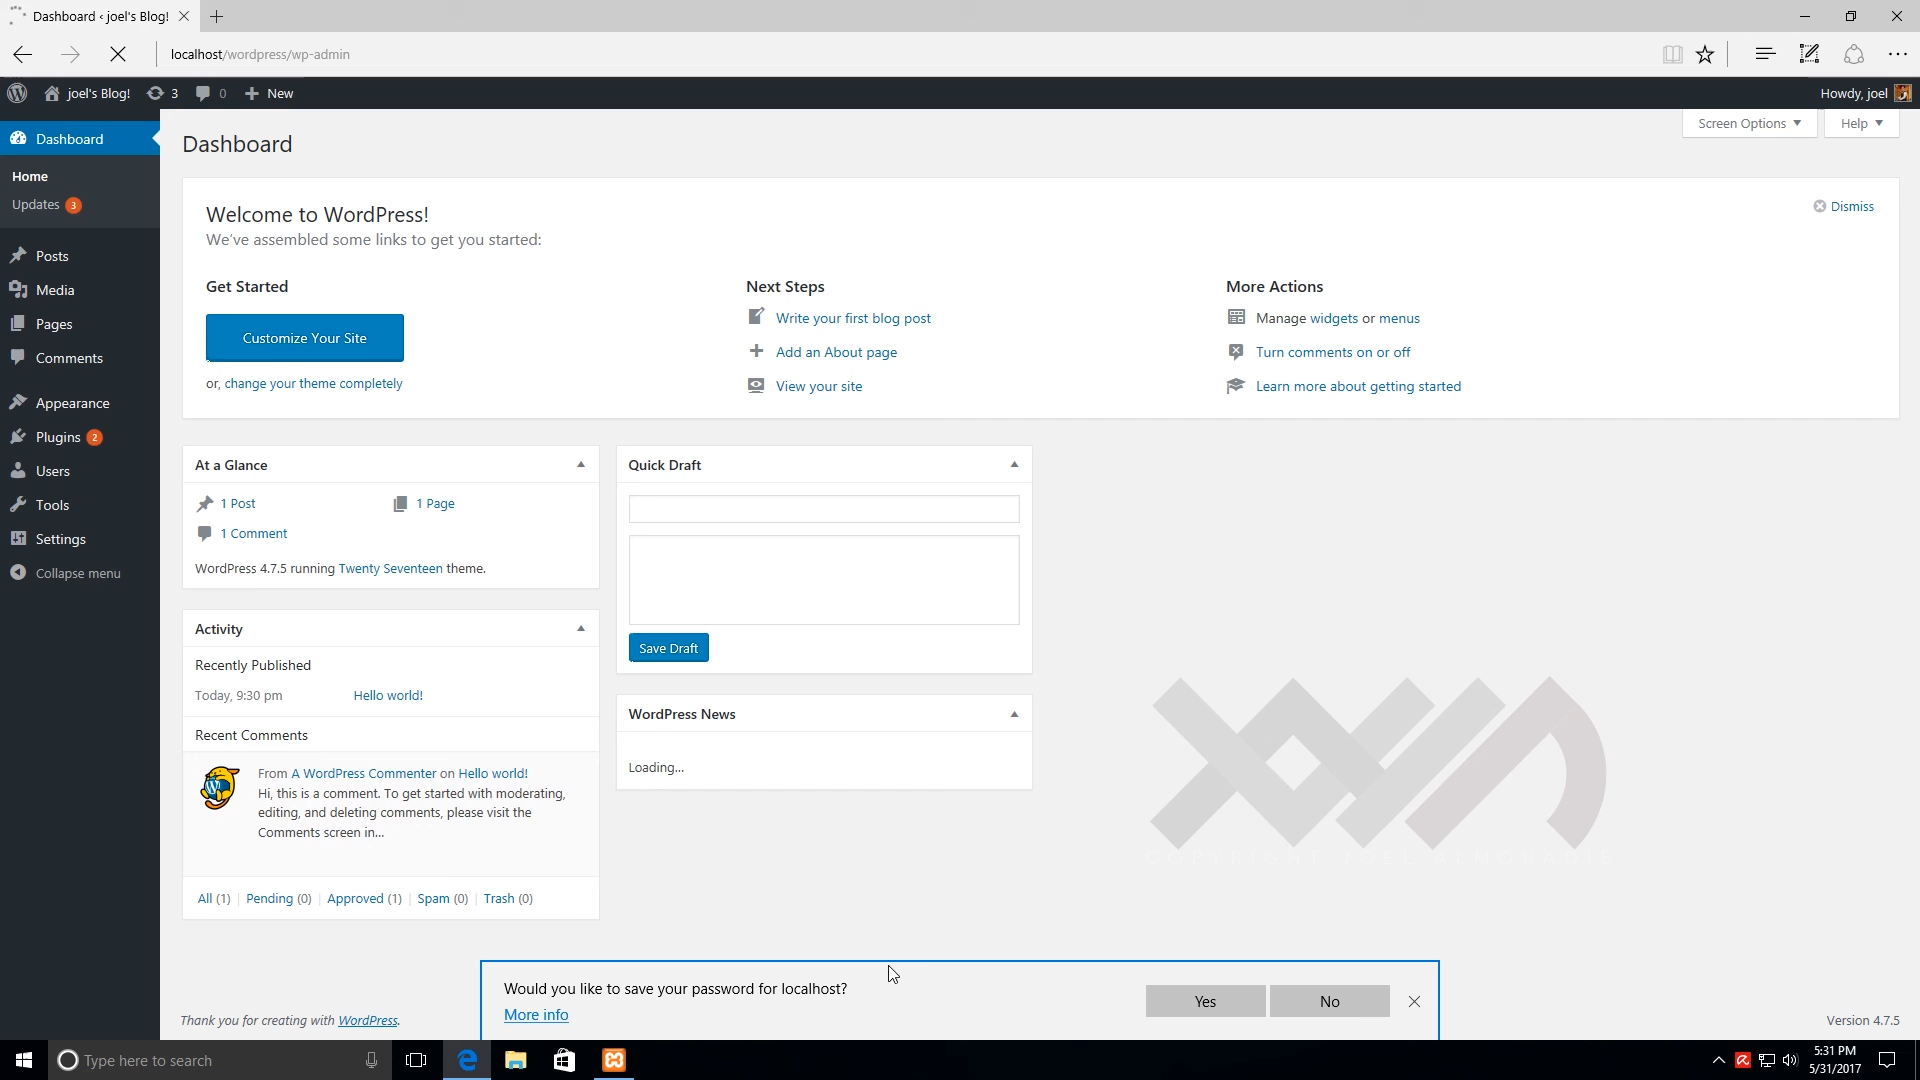 Dashboard ‹ joel's Blog!
localhost/wordpress/wp-admin
joel's Blog! 3 0 New
Howdy, joel
Dashboard
Home
Updates 3
Posts
Media
Pages
Comments
Appearance
Plugins 2
Users
Tools
Settings
Collapse menu
Screen Options
Help
Dashboard
Welcome to WordPress!
We've assembled some links to get you started:
Dismiss
Get Started
Customize Your Site
or, change your theme completely
Next Steps
Write your first blog post
Add an About page
View your site
More Actions
Manage widgets or menus
Turn comments on or off
Learn more about getting started
At a Glance
1 Post
1 Page
1 Comment
WordPress 4.7.5 running Twenty Seventeen theme.
Activity
Recently Published
Today, 9:30 pm Hello world!
Recent Comments
From A WordPress Commenter on Hello world!
Hi, this is a comment. To get started with moderating,
editing, and deleting comments, please visit the
Comments screen in...
All (1) | Pending (0) | Approved (1) | Spam (0) | Trash (0)
Quick Draft
Save Draft
WordPress News
Loading...
COPYRIGHT JOEL
Thank you for creating with WordPress.
Version 4.7.5
Would you like to save your password for localhost?
More info
Yes
No
Type here to search
5:31 PM
5/31/2017